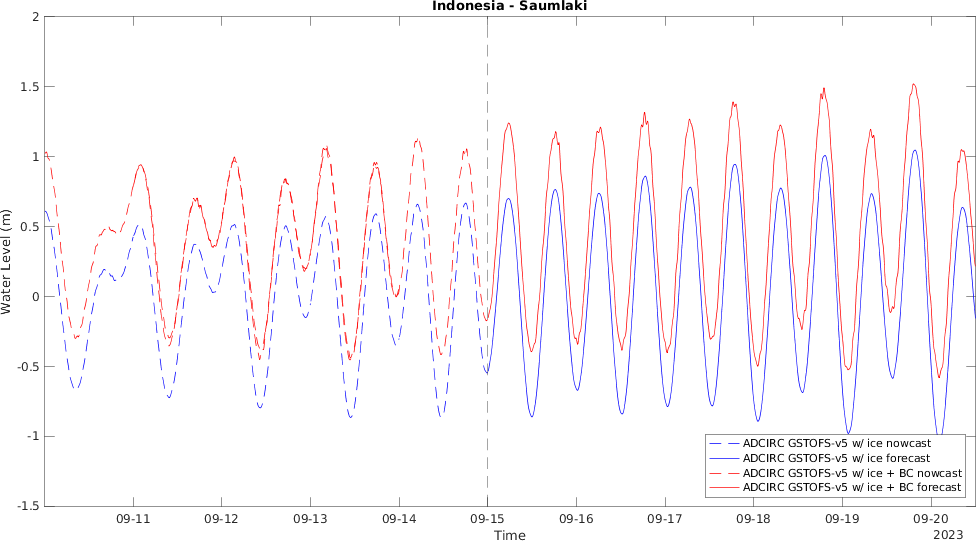 Indonesia - Saumlaki
2
1.5
1
0.5
0
-0.5
-1
-1.5
Water Level (m)
09-11 09-12 09-13 09-14 09-15 09-16 09-17 09-18 09-19 09-20
Time
2023
ADCIRC GSTOFS-v5 w/ ice nowcast
ADCIRC GSTOFS-v5 w/ ice forecast
ADCIRC GSTOFS-v5 w/ ice + BC nowcast
ADCIRC GSTOFS-v5 w/ ice + BC forecast